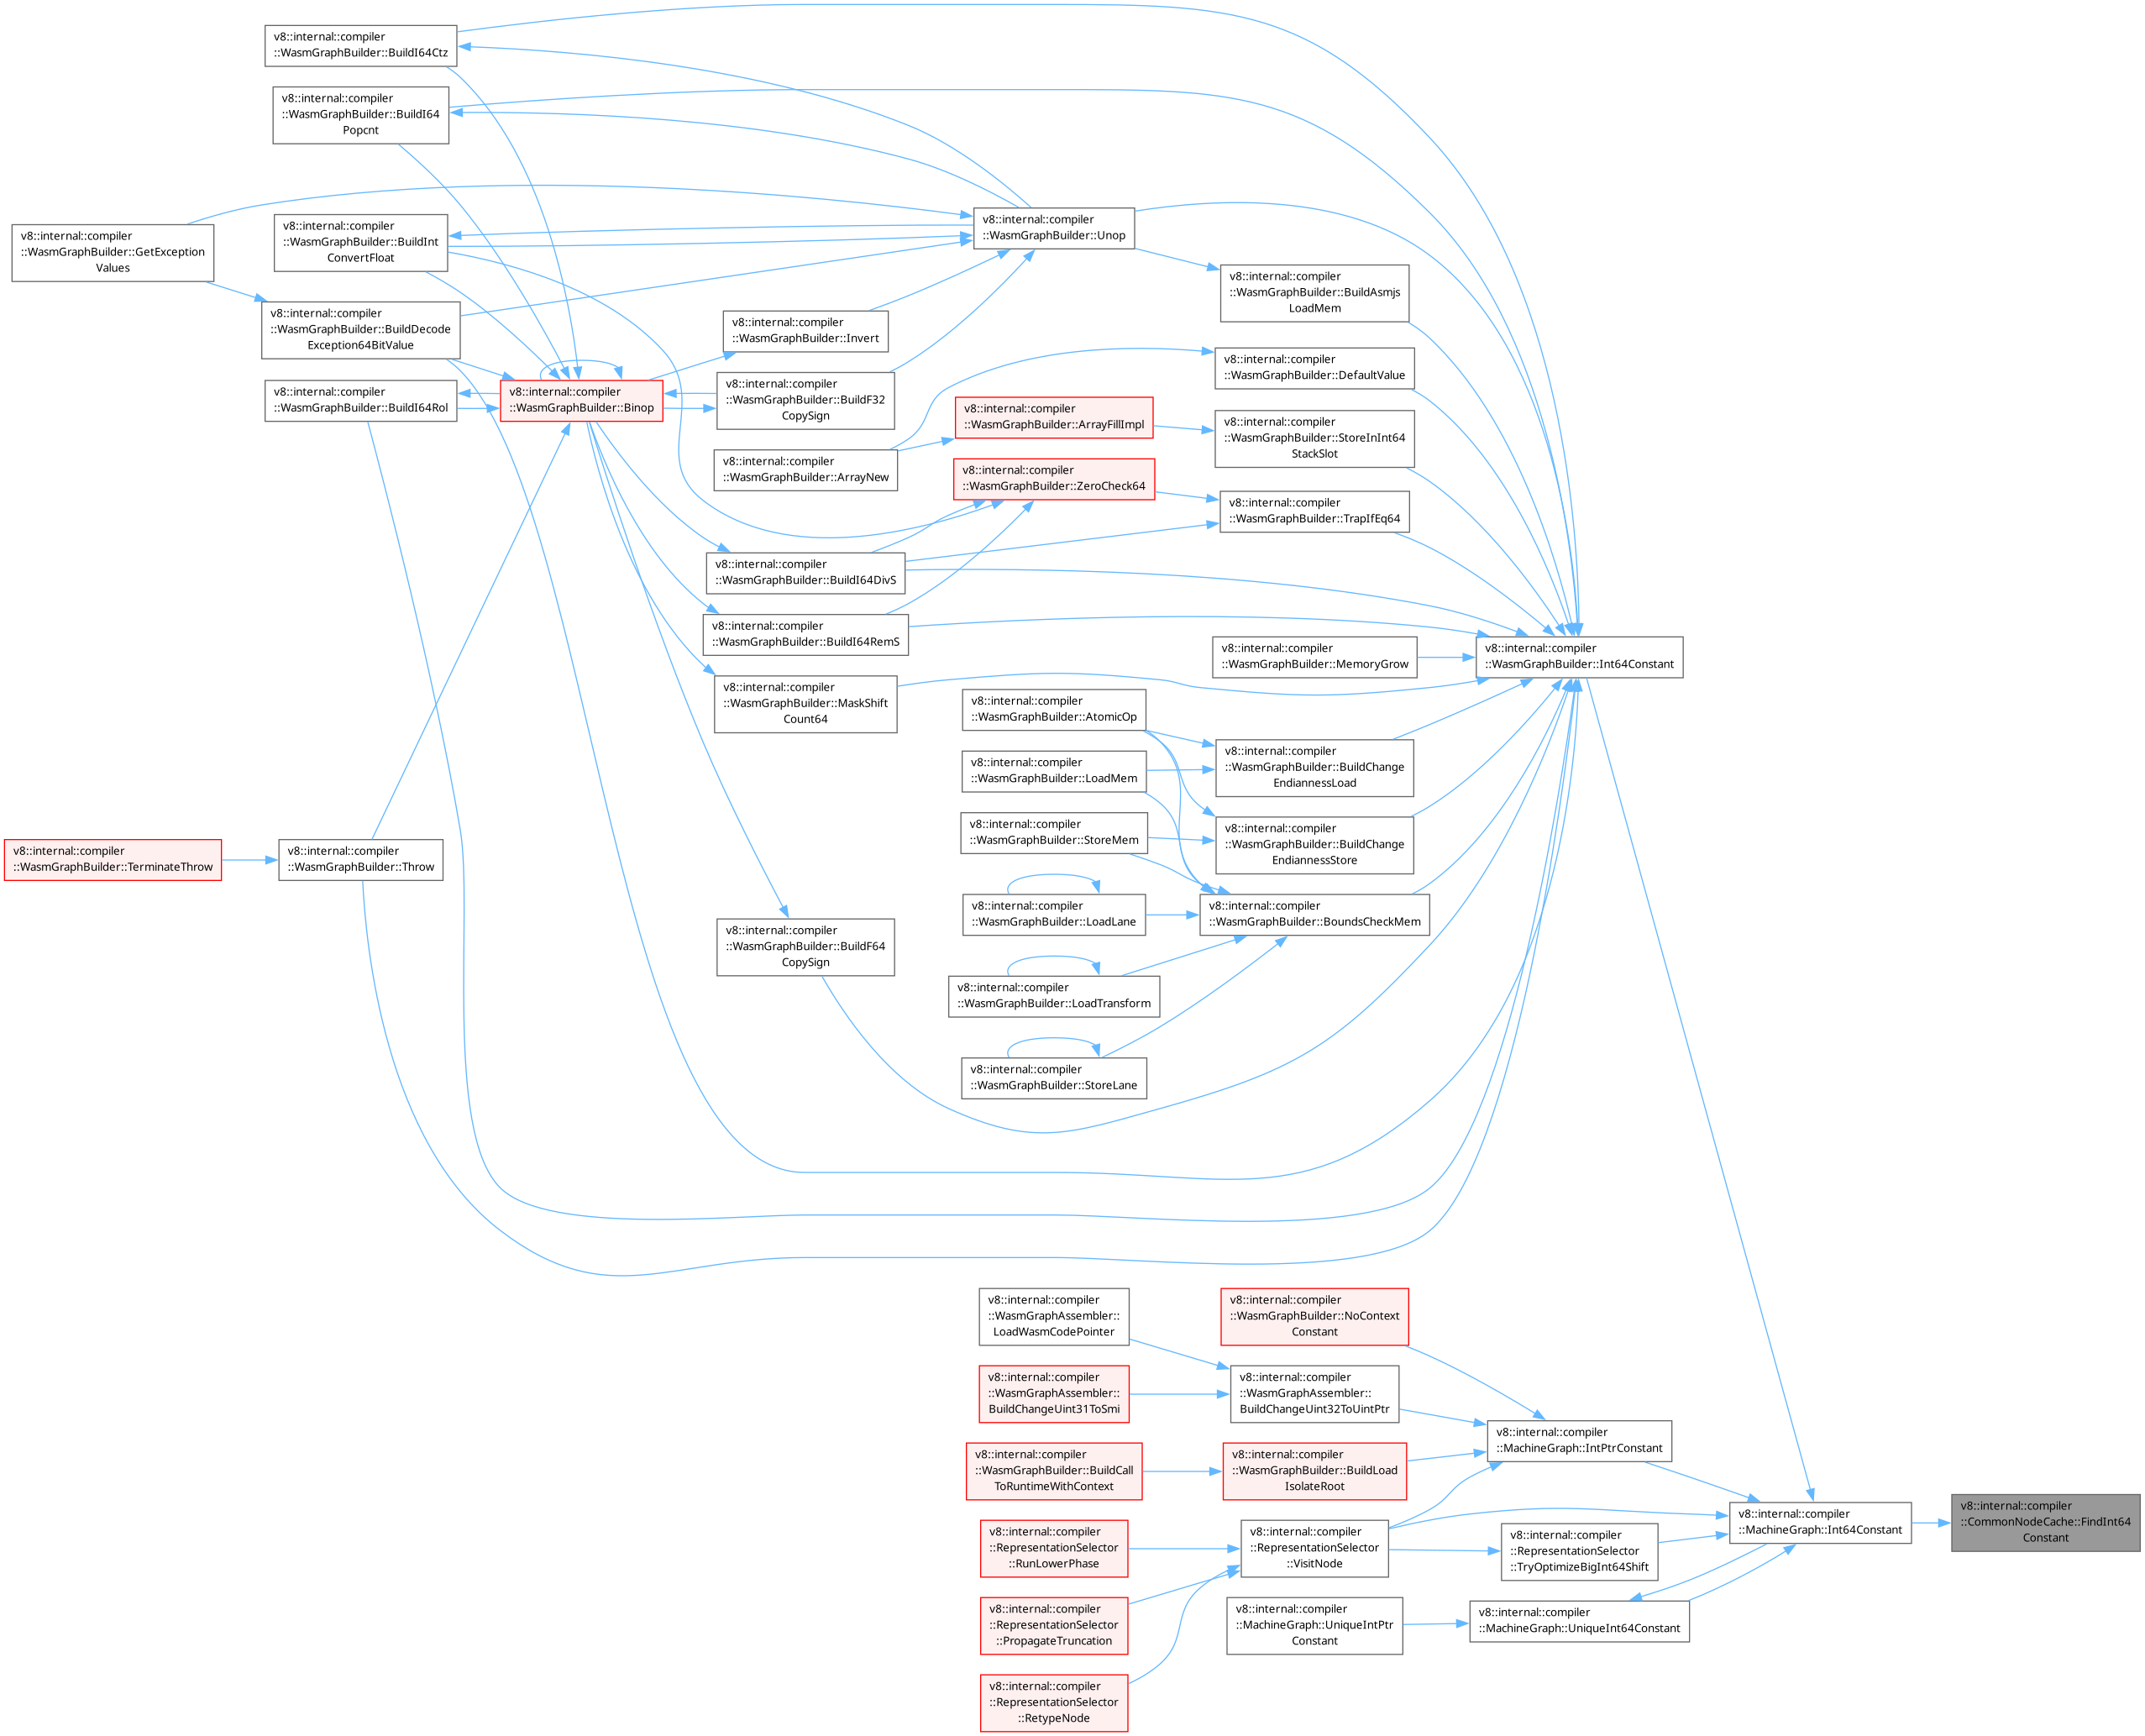 v8::internal::compiler
::WasmGraphBuilder::BuildI64Ctz
v8::internal::compiler
::WasmGraphBuilder::BuildI64
Popcnt
v8::internal::compiler
::WasmGraphBuilder::GetException
Values
v8::internal::compiler
::WasmGraphBuilder::BuildInt
ConvertFloat
v8::internal::compiler
::WasmGraphBuilder::Unop
v8::internal::compiler
::WasmGraphBuilder::BuildAsmjs
LoadMem
v8::internal::compiler
::WasmGraphBuilder::BuildDecode
Exception64BitValue
v8::internal::compiler
::WasmGraphBuilder::Invert
v8::internal::compiler
::WasmGraphBuilder::DefaultValue
v8::internal::compiler
::WasmGraphBuilder::BuildI64Rol
v8::internal::compiler
::WasmGraphBuilder::Binop
v8::internal::compiler
::WasmGraphBuilder::BuildF32
CopySign
v8::internal::compiler
::WasmGraphBuilder::ArrayFillImpl
v8::internal::compiler
::WasmGraphBuilder::StoreInInt64
StackSlot
v8::internal::compiler
::WasmGraphBuilder::ArrayNew
v8::internal::compiler
::WasmGraphBuilder::ZeroCheck64
v8::internal::compiler
::WasmGraphBuilder::TrapIfEq64
v8::internal::compiler
::WasmGraphBuilder::BuildI64DivS
v8::internal::compiler
::WasmGraphBuilder::BuildI64RemS
v8::internal::compiler
::WasmGraphBuilder::MemoryGrow
v8::internal::compiler
::WasmGraphBuilder::Int64Constant
v8::internal::compiler
::WasmGraphBuilder::MaskShift
Count64
v8::internal::compiler
::WasmGraphBuilder::AtomicOp
v8::internal::compiler
::WasmGraphBuilder::BuildChange
EndiannessLoad
v8::internal::compiler
::WasmGraphBuilder::LoadMem
v8::internal::compiler
::WasmGraphBuilder::StoreMem
v8::internal::compiler
::WasmGraphBuilder::BuildChange
EndiannessStore
v8::internal::compiler
::WasmGraphBuilder::TerminateThrow
v8::internal::compiler
::WasmGraphBuilder::Throw
v8::internal::compiler
::WasmGraphBuilder::LoadLane
v8::internal::compiler
::WasmGraphBuilder::BoundsCheckMem
v8::internal::compiler
::WasmGraphBuilder::BuildF64
CopySign
v8::internal::compiler
::WasmGraphBuilder::LoadTransform
v8::internal::compiler
::WasmGraphBuilder::StoreLane
v8::internal::compiler
::WasmGraphAssembler::
LoadWasmCodePointer
v8::internal::compiler
::WasmGraphBuilder::NoContext
Constant
v8::internal::compiler
::WasmGraphAssembler::
BuildChangeUint31ToSmi
v8::internal::compiler
::WasmGraphAssembler::
BuildChangeUint32ToUintPtr
v8::internal::compiler
::MachineGraph::IntPtrConstant
v8::internal::compiler
::WasmGraphBuilder::BuildCall
ToRuntimeWithContext
v8::internal::compiler
::WasmGraphBuilder::BuildLoad
IsolateRoot
v8::internal::compiler
::RepresentationSelector
::RunLowerPhase
v8::internal::compiler
::RepresentationSelector
::VisitNode
v8::internal::compiler
::RepresentationSelector
::TryOptimizeBigInt64Shift
v8::internal::compiler
::MachineGraph::Int64Constant
v8::internal::compiler
::CommonNodeCache::FindInt64
Constant
v8::internal::compiler
::RepresentationSelector
::PropagateTruncation
v8::internal::compiler
::MachineGraph::UniqueIntPtr
Constant
v8::internal::compiler
::MachineGraph::UniqueInt64Constant
v8::internal::compiler
::RepresentationSelector
::RetypeNode